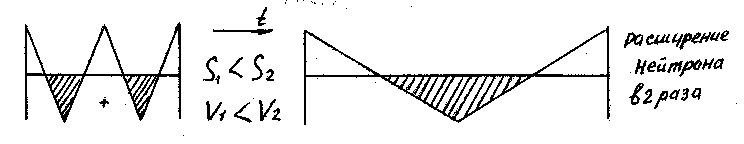 +
t
S₁ < S₂
V₁ < V₂
расширение
Нейтрона
в 2 раза